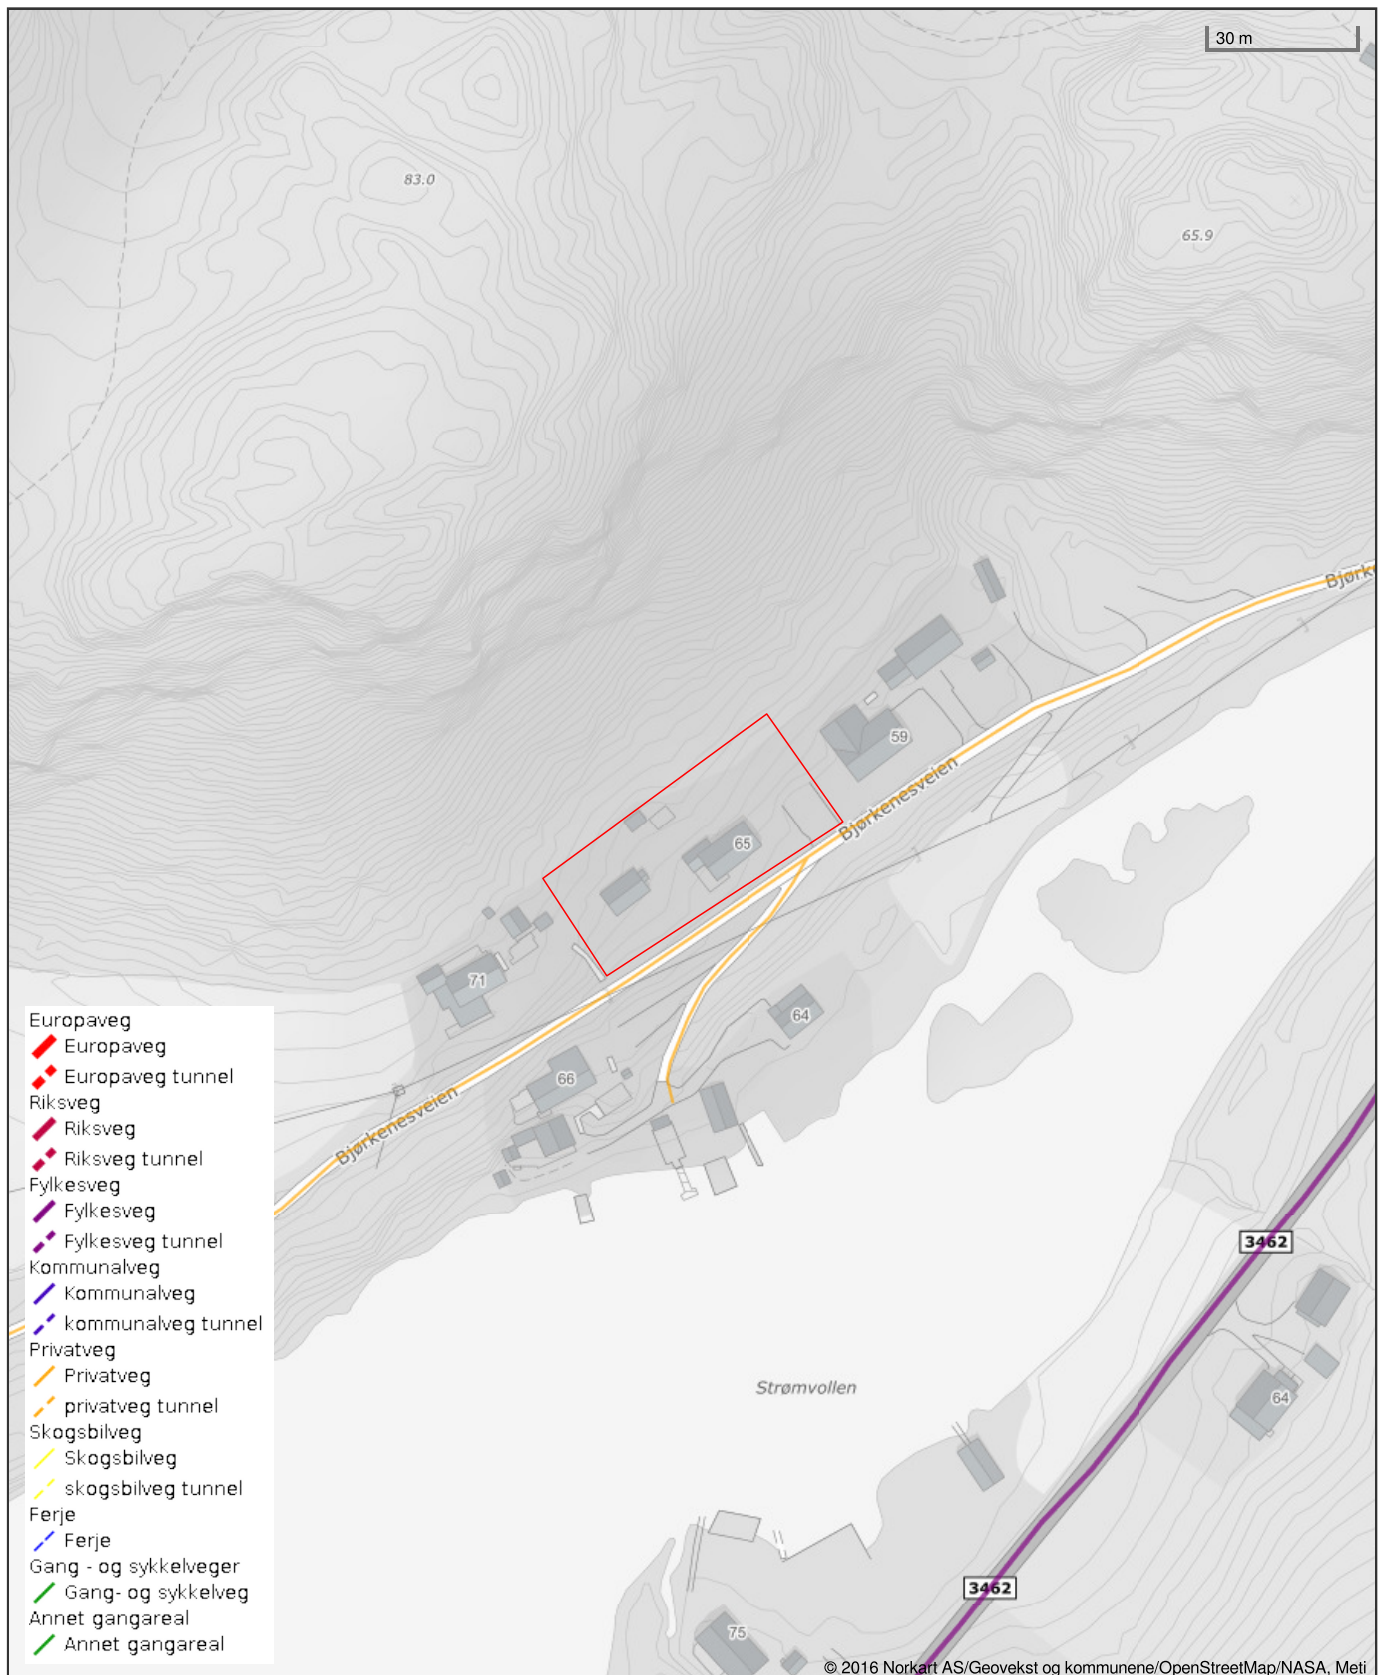 30 m
83.0
65.9
Bjørk
59
Bjørkenesveien
65
71
64
66
Bjørkenesveien
Europaveg
Europaveg
Europaveg tunnel
Riksveg
Riksveg
Riksveg tunnel
Fylkesveg
Fylkesveg
Fylkesveg tunnel
Kommunalveg
Kommunalveg
kommunalveg tunnel
Privatveg
Privatveg
privatveg tunnel
Skogsbilveg
Skogsbilveg
skogsbilveg tunnel
Ferje
Ferje
Gang - og sykkelveger
Gang- og sykkelveg
Annet gangareal
Annet gangareal
3462
Strømvollen
64
3462
75
© 2016 Norkart AS/Geovekst og kommunene/OpenStreetMap/NASA, Meti